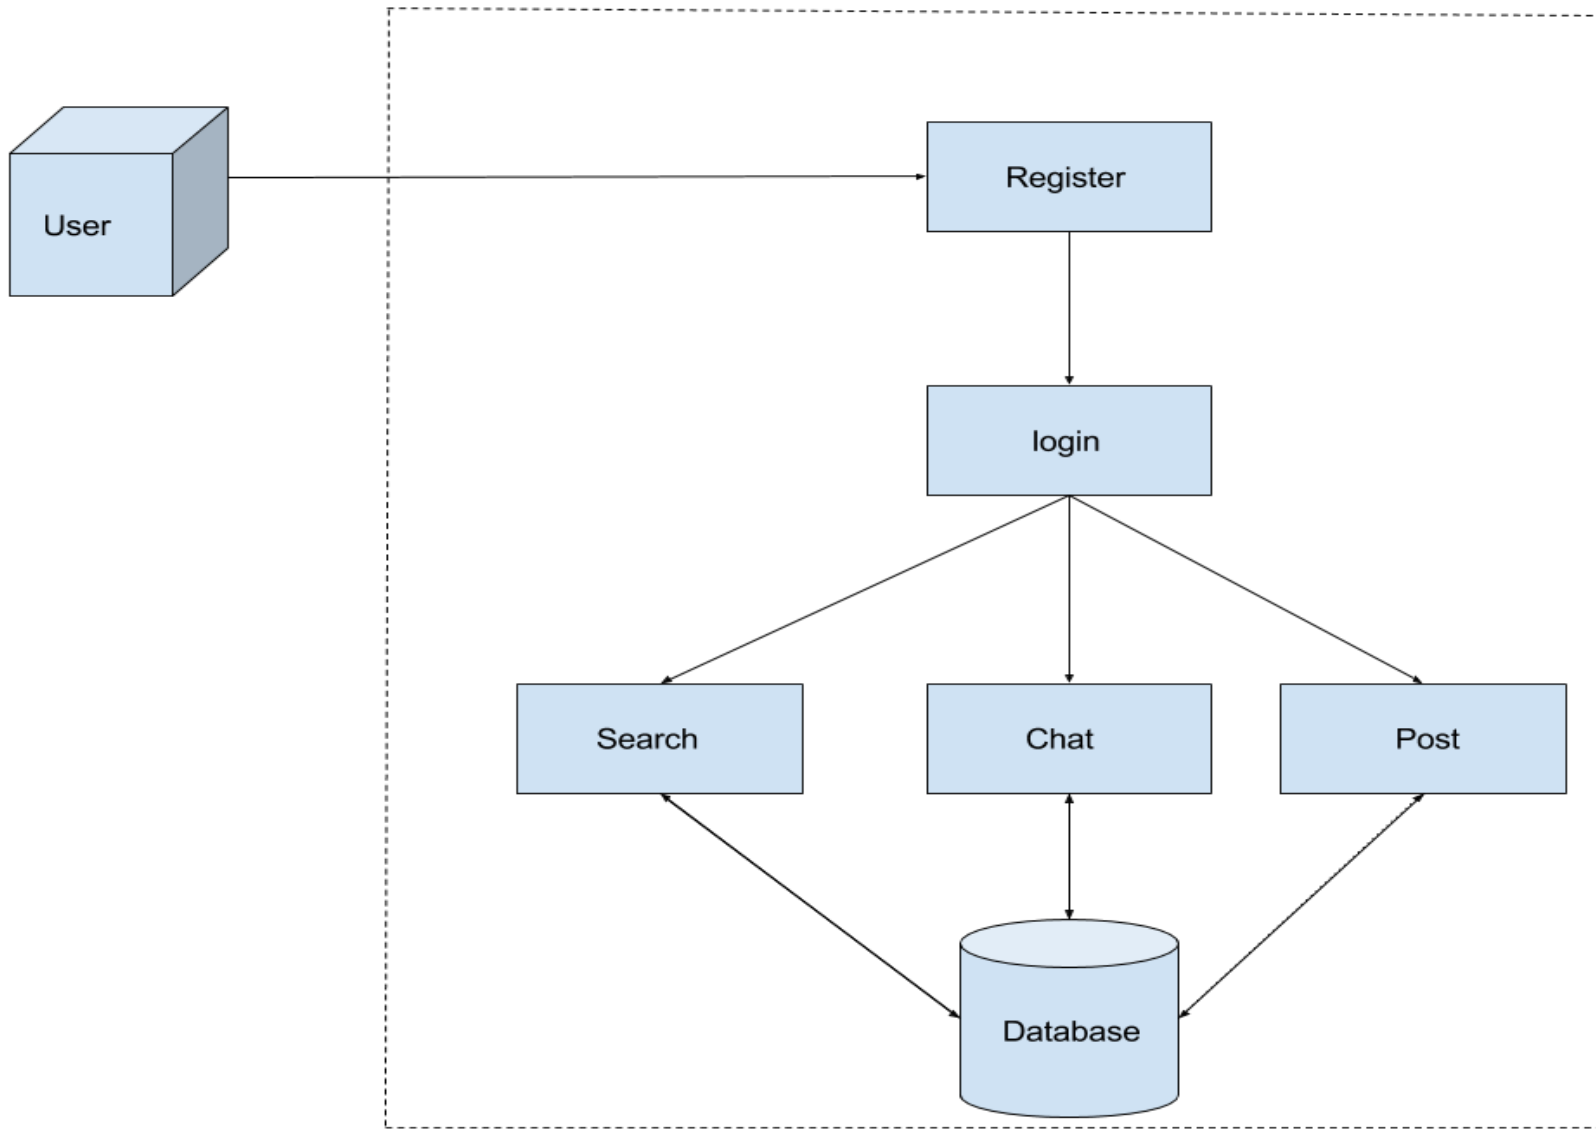 Register
User
login
Search
Chat
Post
Database